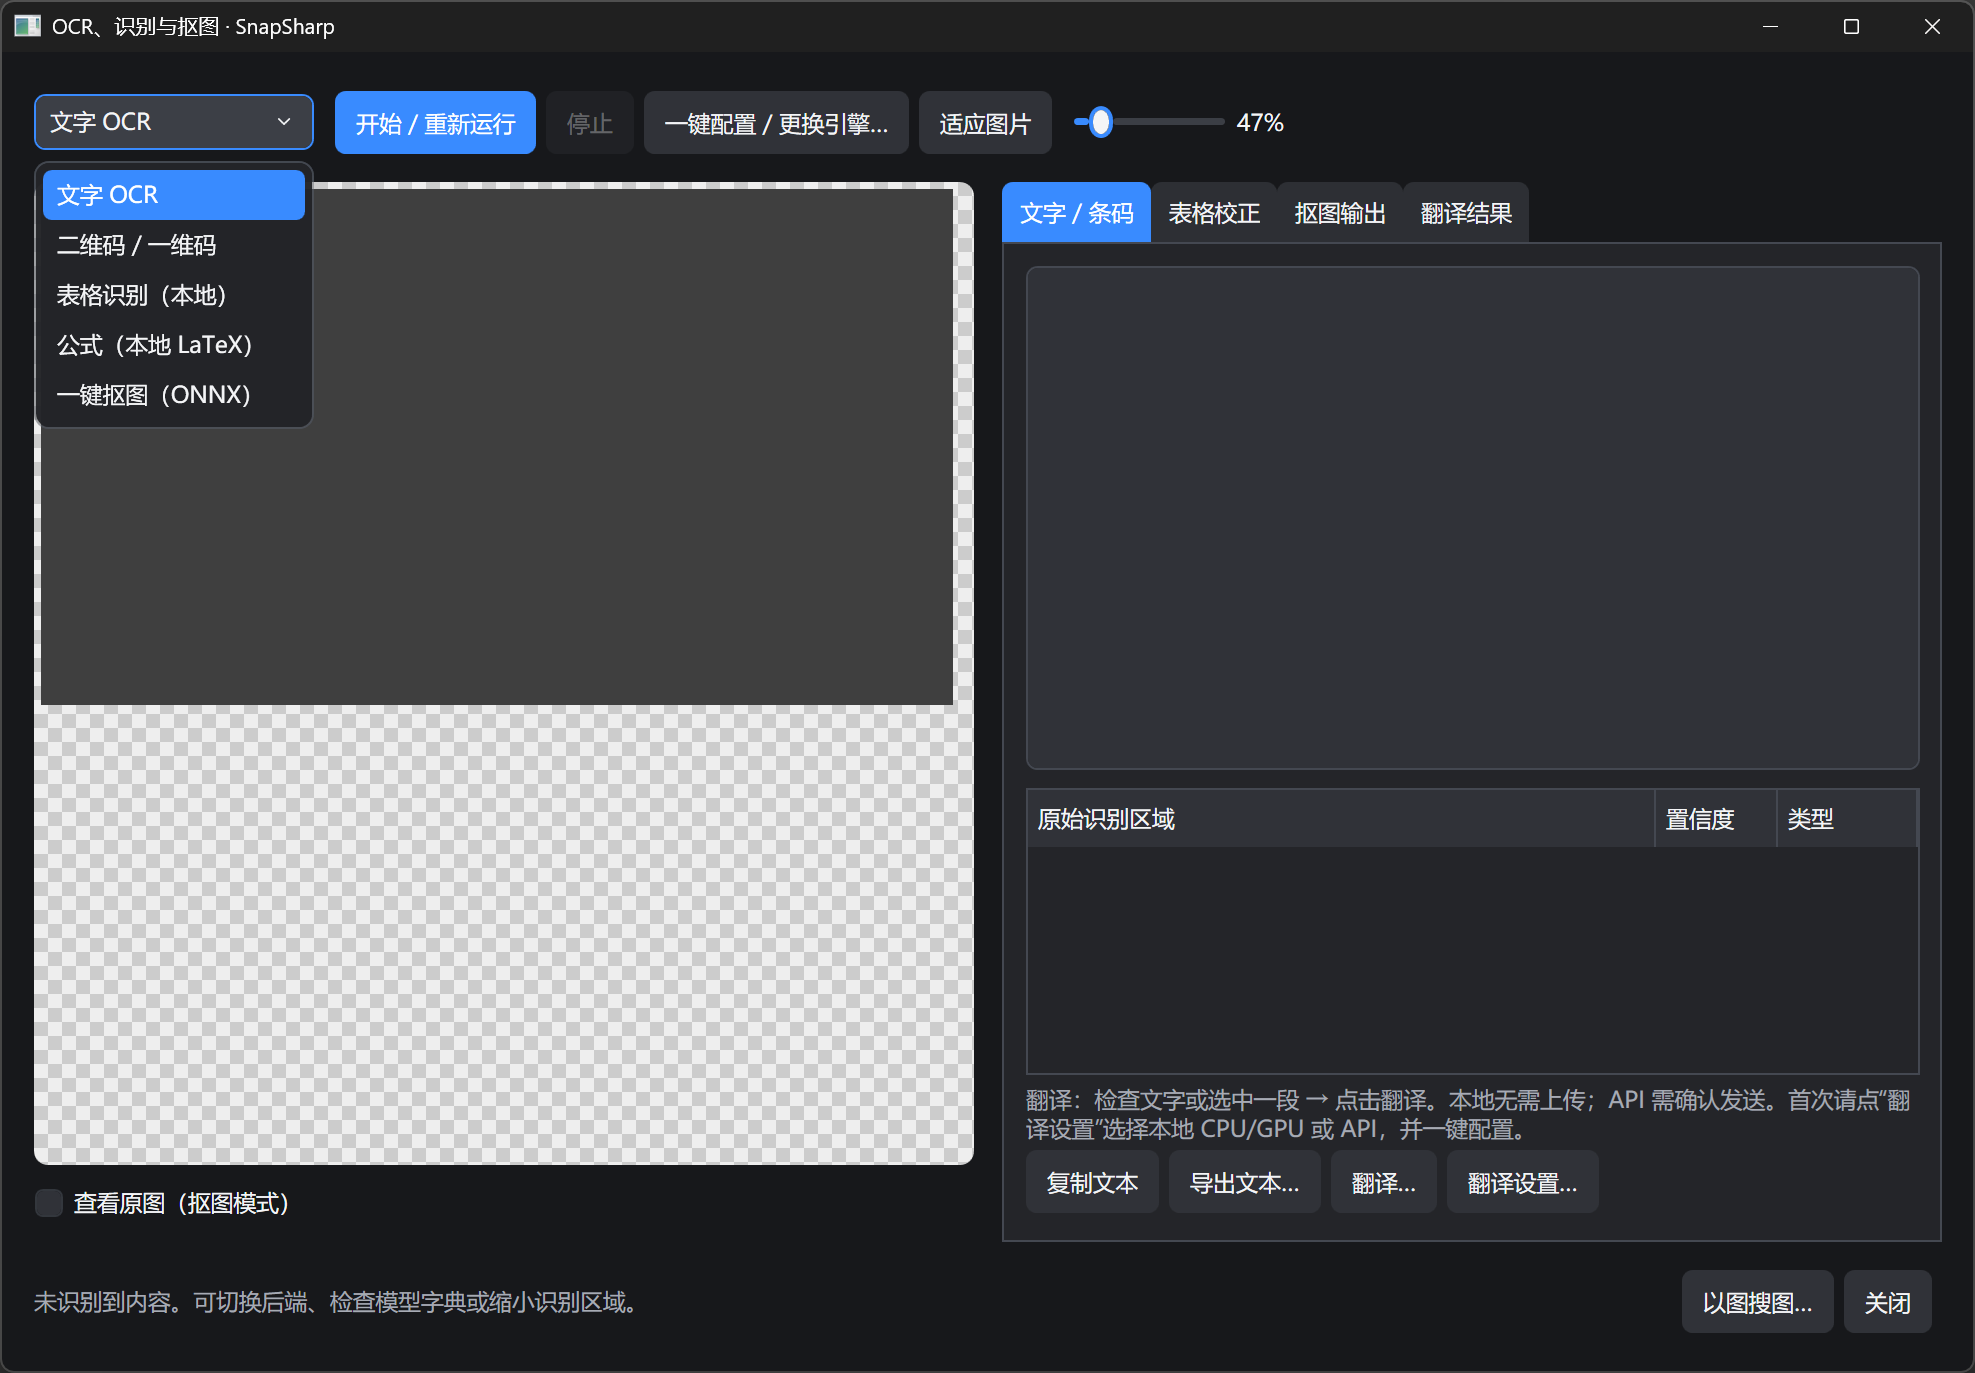 OCR、识别与抠图 · SnapSharp
文字 OCR
开始 / 重新运行
停止
一键配置 / 更换引擎...
适应图片
47%
文字 OCR
二维码 / 一维码
表格识别（本地）
公式（本地 LaTeX）
一键抠图（ONNX）
文字 / 条码
表格校正
抠图输出
翻译结果
原始识别区域
置信度
类型
翻译：检查文字或选中一段 → 点击翻译。本地无需上传；API 需确认发送。首次请点“翻
译设置”选择本地 CPU/GPU 或 API，并一键配置。
复制文本
导出文本...
翻译...
翻译设置...
查看原图（抠图模式）
未识别到内容。可切换后端、检查模型字典或缩小识别区域。
以图搜图...
关闭